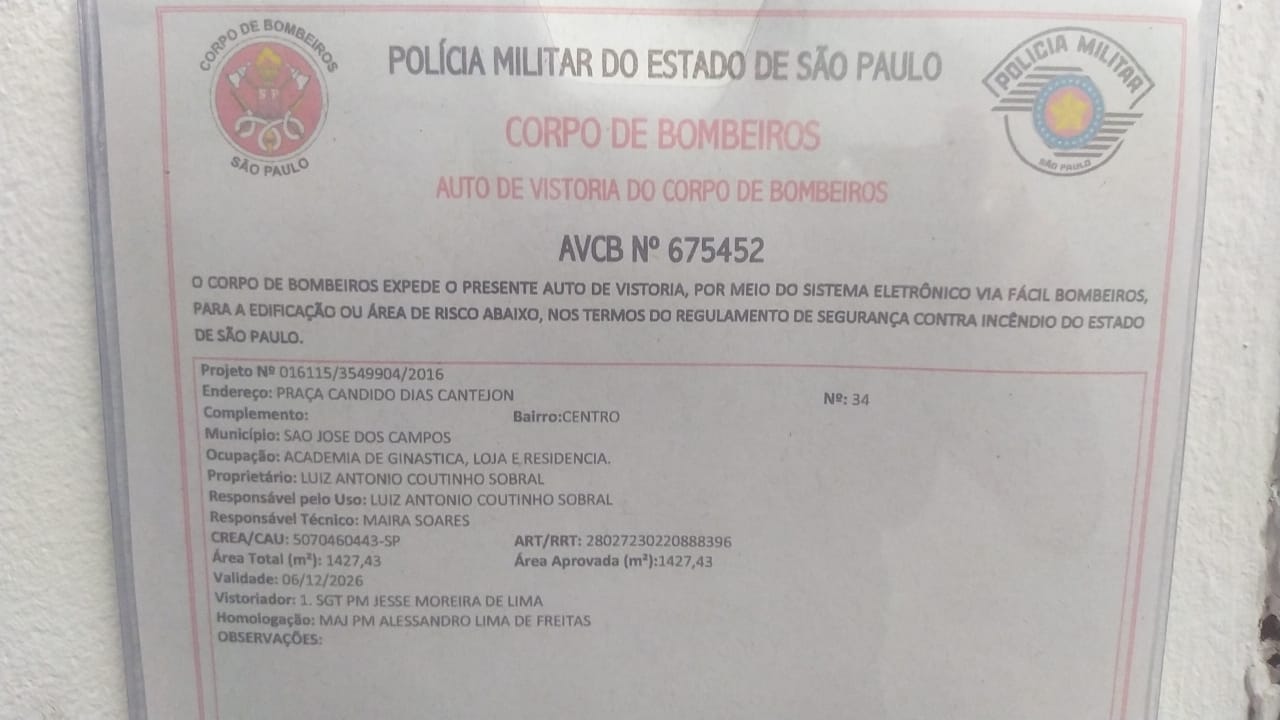 CORPO DE BOMBEIROS
SP
SÃO PAULO
POLÍCIA MILITAR DO ESTADO DE SÃO PAULO
POLÍCIA MILITAR
SÃO PAULO
CORPO DE BOMBEIROS
AUTO DE VISTORIA DO CORPO DE BOMBEIROS
AVCB Nº 675452
O CORPO DE BOMBEIROS EXPEDE O PRESENTE AUTO DE VISTORIA, POR MEIO DO SISTEMA ELETRÔNICO VIA FÁCIL BOMBEIROS,
PARA A EDIFICAÇÃO OU ÁREA DE RISCO ABAIXO, NOS TERMOS DO REGULAMENTO DE SEGURANÇA CONTRA INCÊNDIO DO ESTADO
DE SÃO PAULO.
Projeto Nº 016115/3549904/2016
Endereço: PRAÇA CANDIDO DIAS CANTEJON Nº: 34
Complemento: Bairro:CENTRO
Município: SAO JOSE DOS CAMPOS
Ocupação: ACADEMIA DE GINASTICA, LOJA E RESIDENCIA.
Proprietário: LUIZ ANTONIO COUTINHO SOBRAL
Responsável pelo Uso: LUIZ ANTONIO COUTINHO SOBRAL
Responsável Técnico: MAIRA SOARES
CREA/CAU: 5070460443-SP ART/RRT: 28027230220888396
Área Total (m²): 1427,43 Área Aprovada (m²):1427,43
Validade: 06/12/2026
Vistoriador: 1. SGT PM JESSE MOREIRA DE LIMA
Homologação: MAJ PM ALESSANDRO LIMA DE FREITAS
OBSERVAÇÕES: